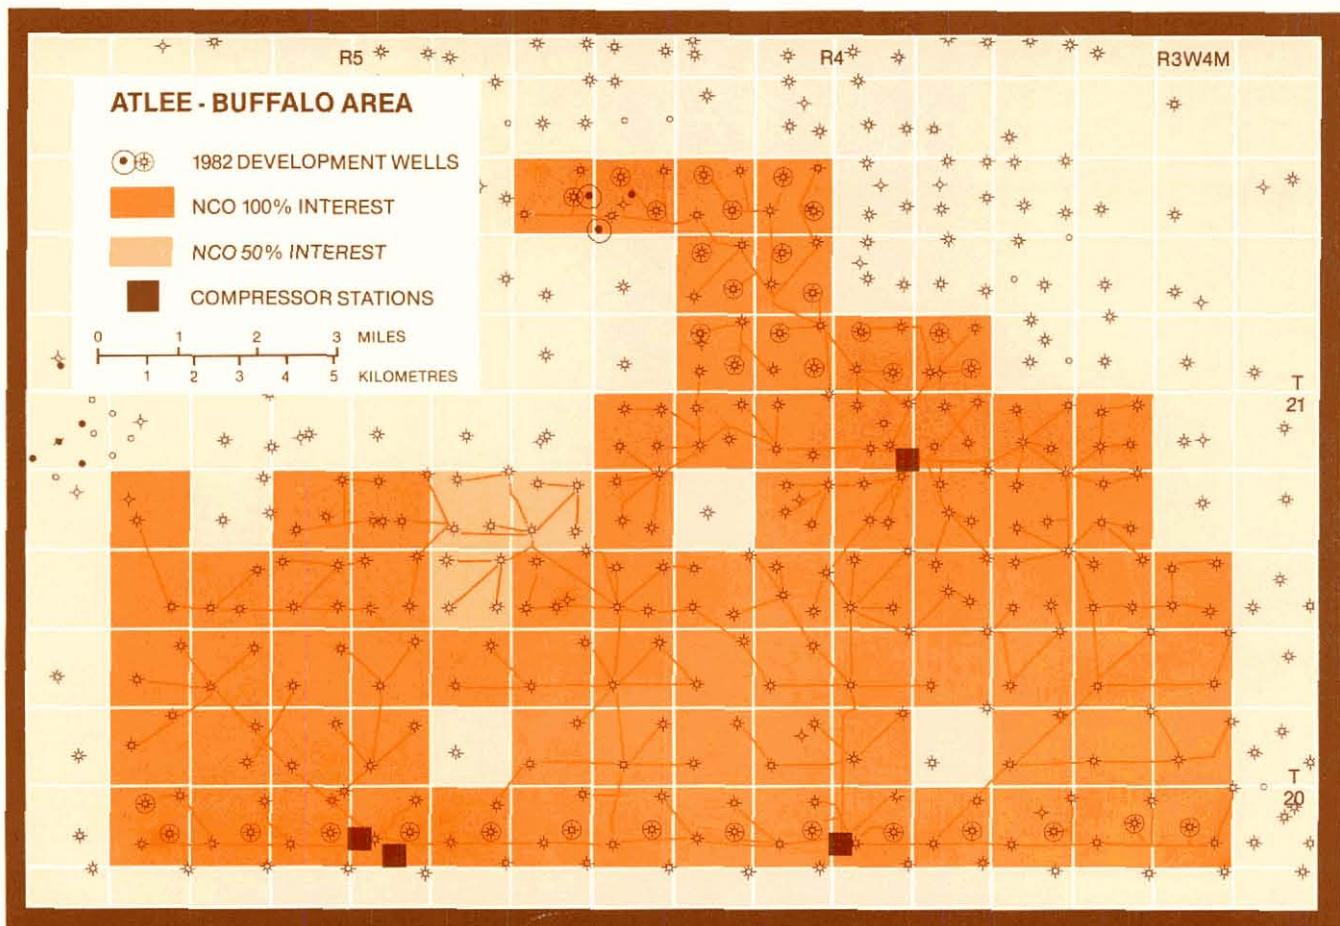 R5
R4
R3W4M
ATLEE - BUFFALO AREA
1982 DEVELOPMENT WELLS
NCO 100% INTEREST
NCO 50% INTEREST
COMPRESSOR STATIONS
0 1 2 3 MILES
1 2 3 4 5 KILOMETRES
T
21
T
20